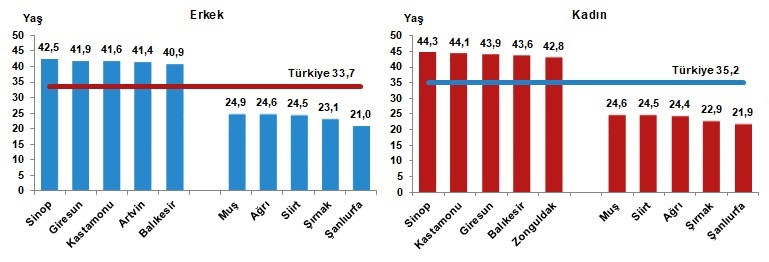 Erkek
Yaş
50
45
40
35
30
25
20
15
10
5
0
42,5
41,9
41,6
41,4
40,9
Türkiye 33,7
24,9
24,6
24,5
23,1
21,0
Sinop
Giresun
Kastamonu
Artvin
Balıkesir
Muş
Ağrı
Siirt
Şırnak
Şanlıurfa
Kadın
Yaş
50
45
40
35
30
25
20
15
10
5
0
44,3
44,1
43,9
43,6
42,8
Türkiye 35,2
24,6
24,5
24,4
22,9
21,9
Sinop
Kastamonu
Giresun
Balıkesir
Zonguldak
Muş
Siirt
Ağrı
Şırnak
Şanlıurfa